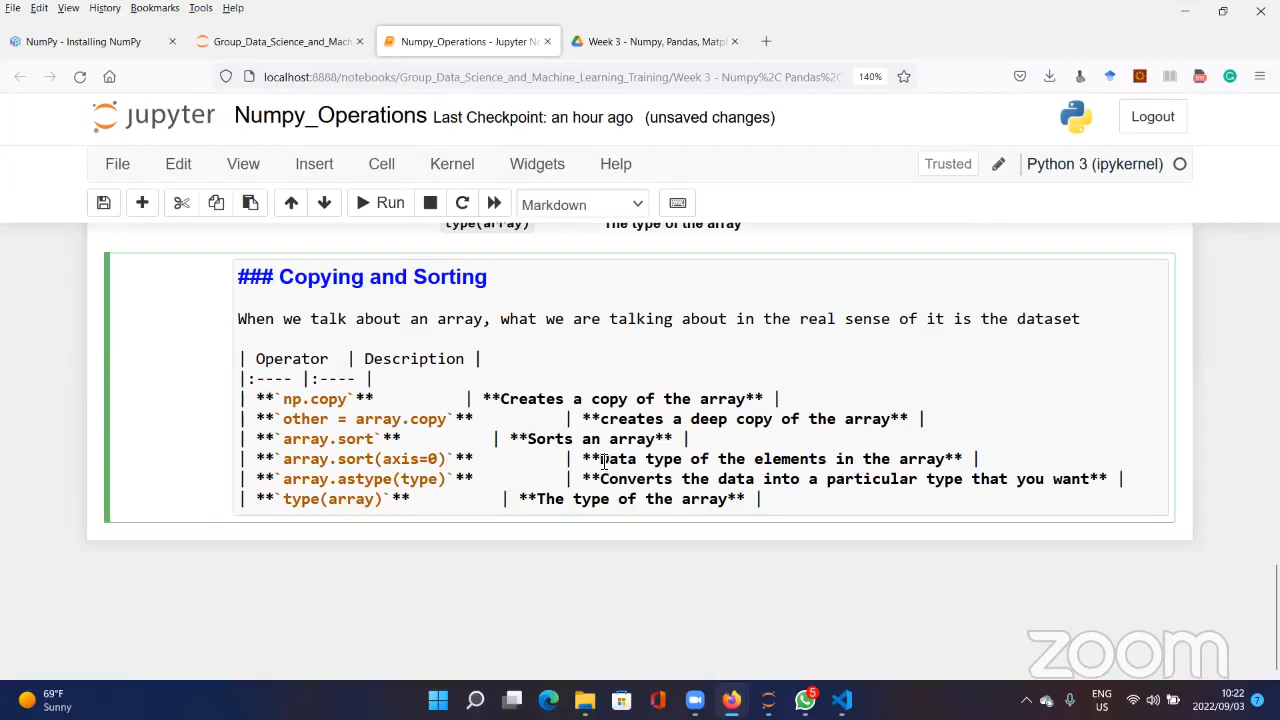 File Edit View History Bookmarks Tools Help
NumPy - Installing NumPy
Group_Data_Science_and_Mach
Numpy_Operations - Jupyter No
Week 3 - Numpy, Pandas, Matpl
localhost:8888/notebooks/Group_Data_Science_and_Machine_Learning_Training/Week 3 - Numpy%2C Pandas%2C
140%
jupyter Numpy_Operations Last Checkpoint: an hour ago (unsaved changes)
Logout
File Edit View Insert Cell Kernel Widgets Help
Trusted
Python 3 (ipykernel)
Run
Markdown
type(array) The type of the array
### Copying and Sorting
When we talk about an array, what we are talking about in the real sense of it is the dataset
| Operator | Description |
|:---- |:---- |
| **`np.copy`** | **Creates a copy of the array** |
| **`other = array.copy`** | **creates a deep copy of the array** |
| **`array.sort`** | **Sorts an array** |
| **`array.sort(axis=0)`** | **Data type of the elements in the array** |
| **`array.astype(type)`** | **Converts the data into a particular type that you want** |
| **`type(array)`** | **The type of the array** |
zoom
69°F
Sunny
5
ENG
US
10:22
2022/09/03
7